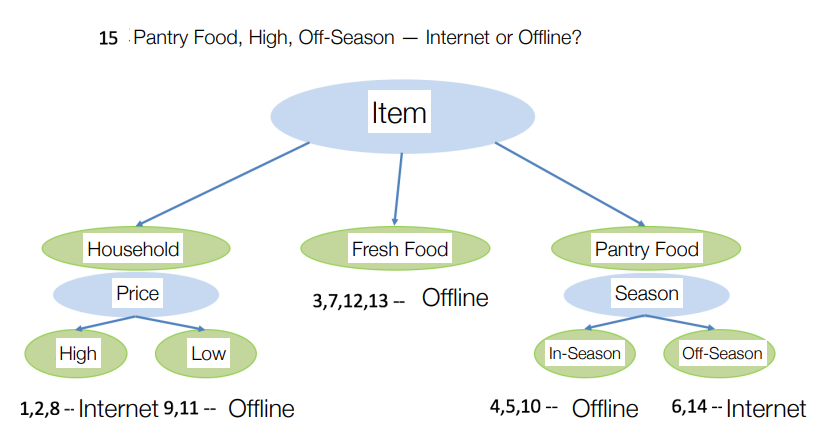 15 Pantry Food, High, Off-Season — Internet or Offline?
Item
Household
Fresh Food
Pantry Food
Price
3,7,12,13 -- Offline
Season
High
Low
In-Season
Off-Season
1,2,8 -- Internet 9,11 -- Offline
4,5,10 -- Offline
6,14 -- Internet